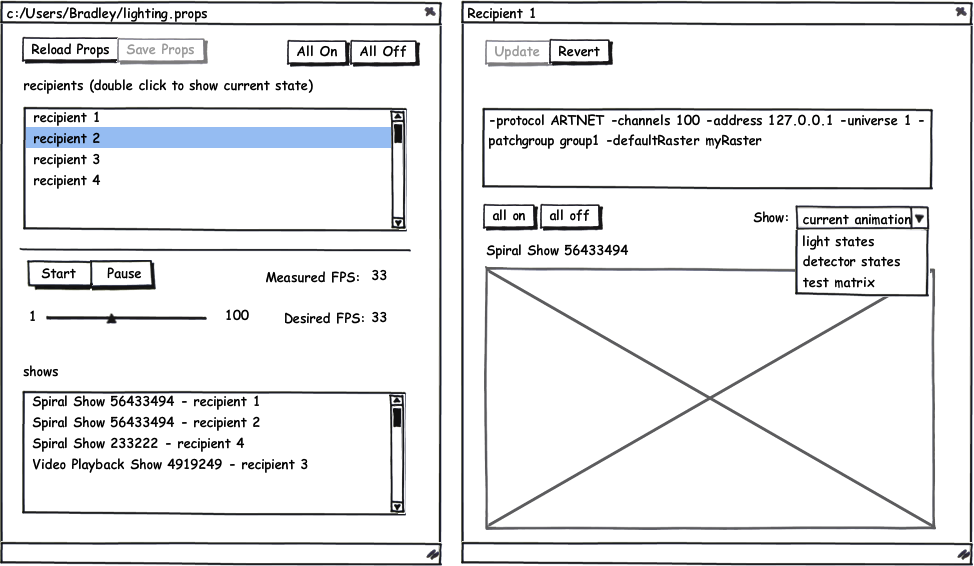 c:/Users/Bradley/lighting.props
Reload Props Save Props All On All Off
recipients (double click to show current state)
recipient 1
recipient 2
recipient 3
recipient 4
Start Pause Measured FPS: 33
1 100 Desired FPS: 33
shows
Spiral Show 56433494 - recipient 1
Spiral Show 56433494 - recipient 2
Spiral Show 233222 - recipient 4
Video Playback Show 4919249 - recipient 3
Recipient 1
Update Revert
-protocol ARTNET -channels 100 -address 127.0.0.1 -universe 1 -
patchgroup group1 -defaultRaster myRaster
all on all off Show: current animation
light states
Spiral Show 56433494
detector states
test matrix